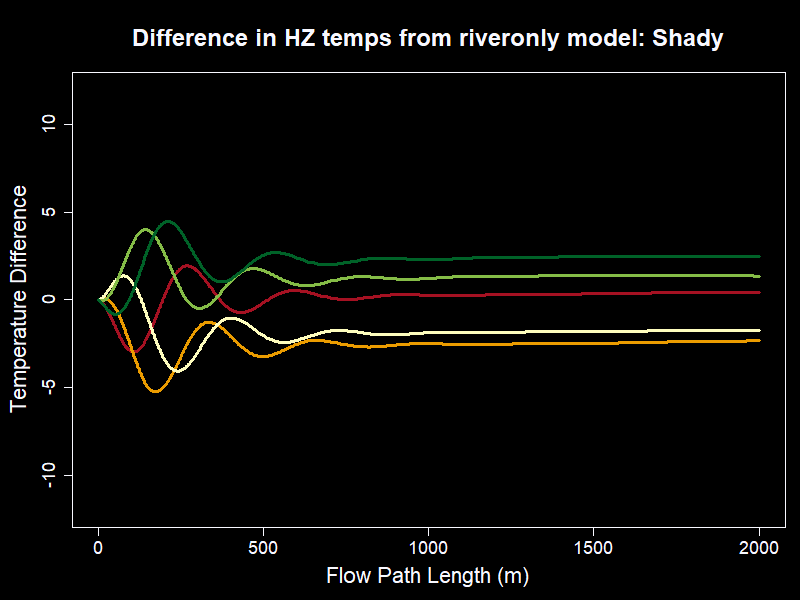 Difference in HZ temps from riveronly model: Shady
Temperature Difference
10
5
0
-5
-10
0 500 1000 1500 2000
Flow Path Length (m)